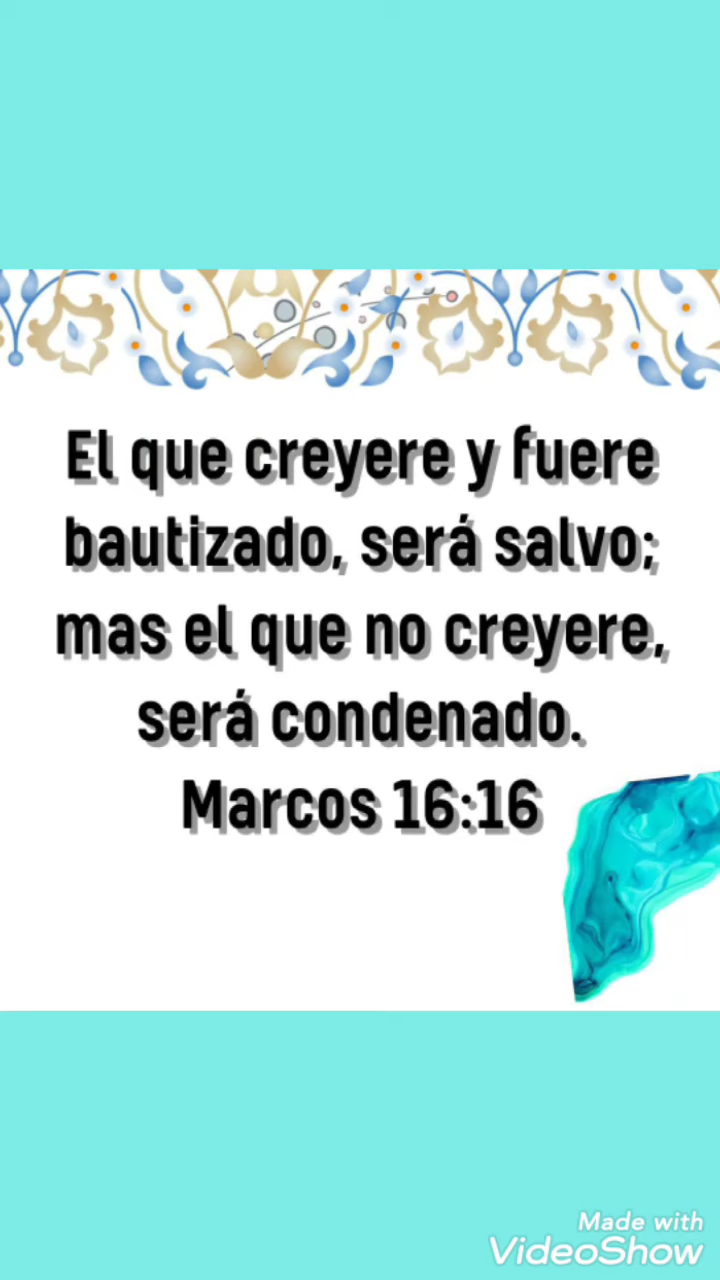 El que creyere y fuere
bautizado, será salvo;
mas el que no creyere,
será condenado.
Marcos 16:16
Made with
VideoShow